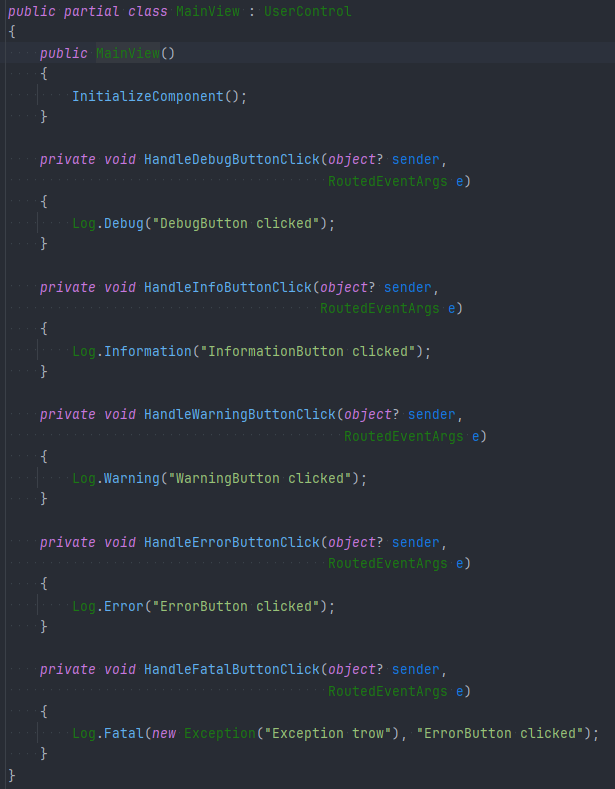 public partial class MainView : UserControl
{
    public MainView()
    {
        InitializeComponent();
    }

    private void HandleDebugButtonClick(object? sender,
                                        RoutedEventArgs e)
    {
        Log.Debug("DebugButton clicked");
    }

    private void HandleInfoButtonClick(object? sender,
                                       RoutedEventArgs e)
    {
        Log.Information("InformationButton clicked");
    }

    private void HandleWarningButtonClick(object? sender,
                                          RoutedEventArgs e)
    {
        Log.Warning("WarningButton clicked");
    }

    private void HandleErrorButtonClick(object? sender,
                                        RoutedEventArgs e)
    {
        Log.Error("ErrorButton clicked");
    }

    private void HandleFatalButtonClick(object? sender,
                                        RoutedEventArgs e)
    {
        Log.Fatal(new Exception("Exception trow"), "ErrorButton clicked");
    }
}